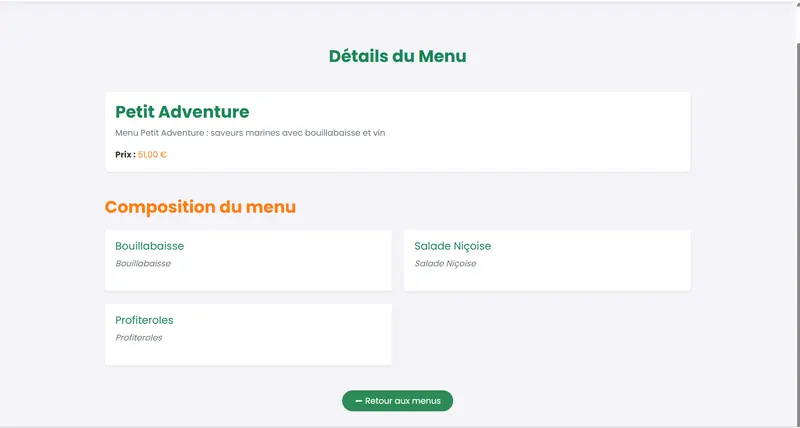 Détails du Menu
Petit Adventure
Menu Petit Adventure : saveurs marines avec bouillabaisse et vin
Prix : 51,00 €
Composition du menu
Bouillabaisse
Bouillabaisse
Salade Niçoise
Salade Niçoise
Profiteroles
Profiteroles
Retour aux menus